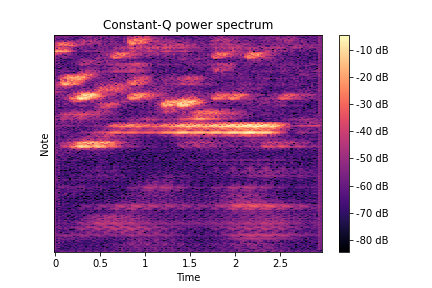 Constant-Q power spectrum
Note
-10 dB
-20 dB
-30 dB
-40 dB
-50 dB
-60 dB
-70 dB
-80 dB
0
0.5
1
1.5
2
2.5
Time